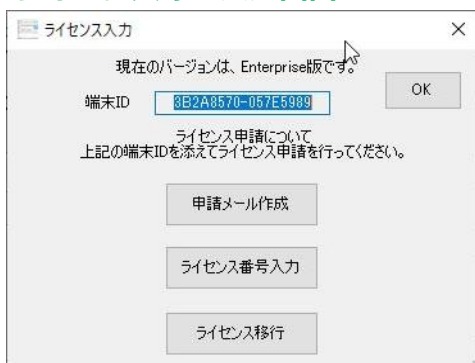 ライセンス入力
現在のバージョンは、Enterprise版です。
OK
端末ID 3B2A8570-057E5989
ライセンス申請について
上記の端末IDを添えてライセンス申請を行ってください。
申請メール作成
ライセンス番号入力
ライセンス移行